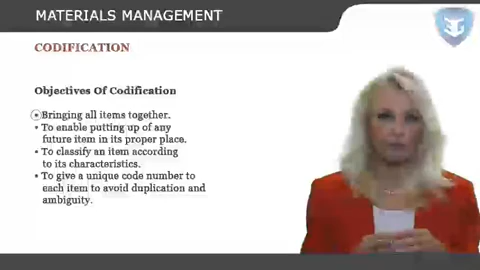 MATERIALS MANAGEMENT
CODIFICATION
Objectives Of Codification
• Bringing all items together.
• To enable putting up of any
future item in its proper place.
• To classify an item according
to its characteristics.
• To give a unique code number to
each item to avoid duplication and
ambiguity.